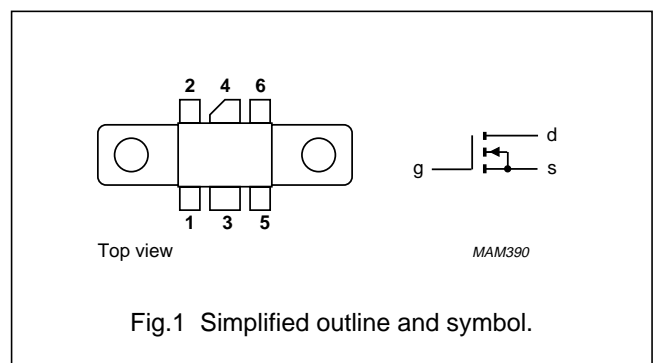 2 4 6
g d
s
1 3 5
Top view MAM390
Fig.1 Simplified outline and symbol.